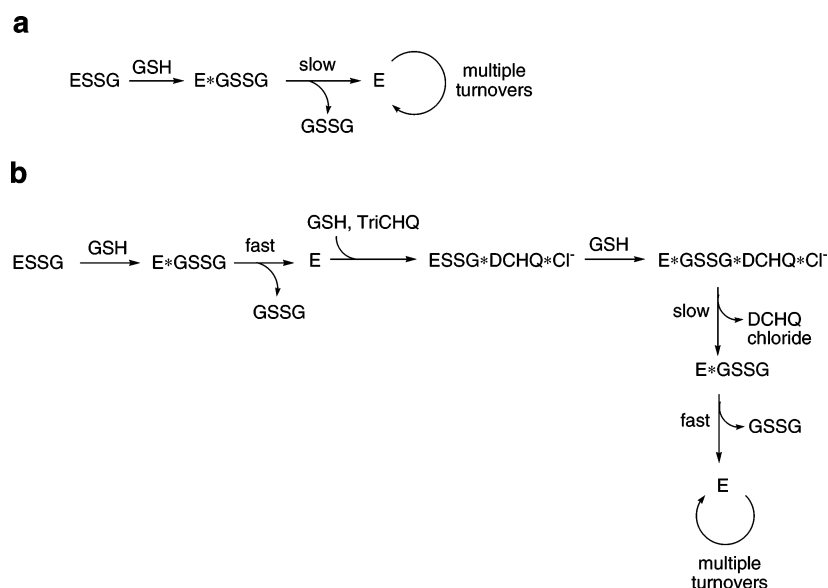 a
ESSG GSH E*GSSG slow E multiple
turnovers
GSSG
b
ESSG GSH E*GSSG fast E GSH, TriCHQ ESSG*DCHQ*Cl⁻ GSH E*GSSG*DCHQ*Cl⁻
GSSG
slow DCHQ
chloride
E*GSSG
fast GSSG
E
multiple
turnovers